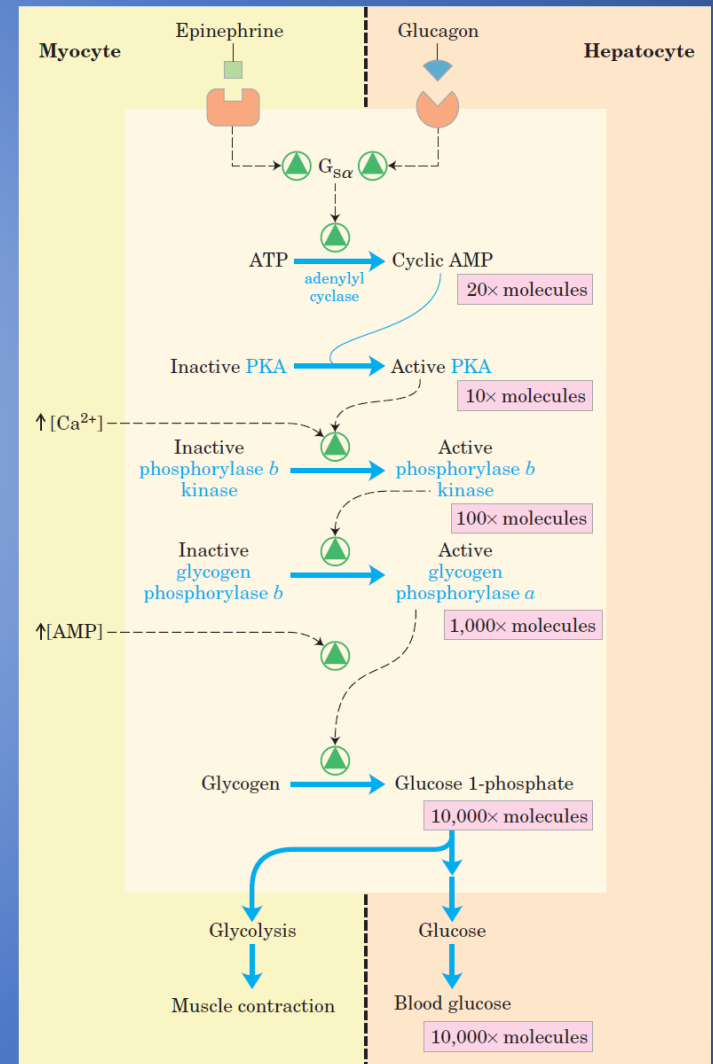 Epinephrine
Glucagon
Myocyte
Hepatocyte
Gsα
ATP
Cyclic AMP
adenylyl
cyclase
20× molecules
Inactive PKA
Active PKA
10× molecules
↑[Ca2+]
Inactive
phosphorylase b
kinase
Active
phosphorylase b
kinase
100× molecules
Inactive
glycogen
phosphorylase b
Active
glycogen
phosphorylase a
1,000× molecules
↑[AMP]
Glycogen
Glucose 1-phosphate
10,000× molecules
Glycolysis
Glucose
Muscle contraction
Blood glucose
10,000× molecules